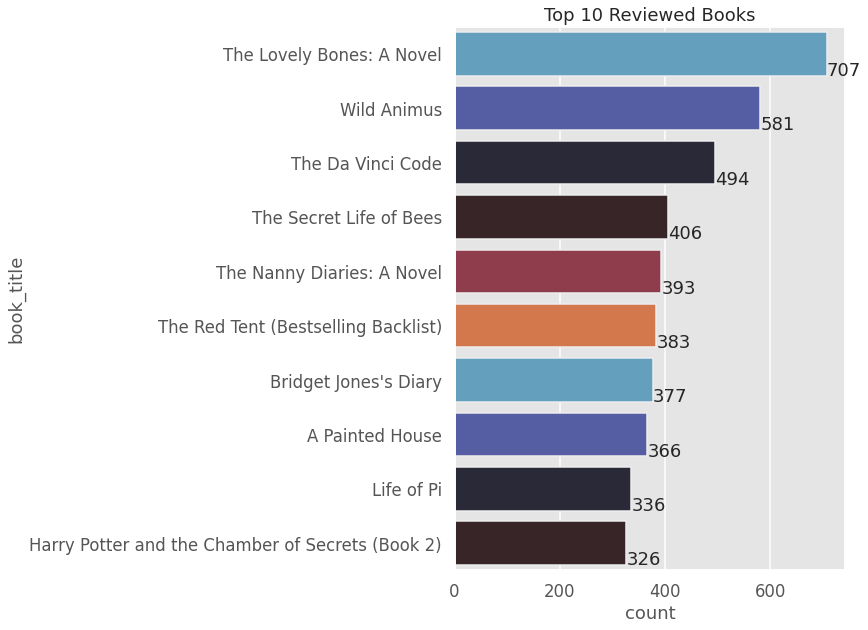 Top 10 Reviewed Books
The Lovely Bones: A Novel
707
Wild Animus
581
The Da Vinci Code
494
The Secret Life of Bees
406
The Nanny Diaries: A Novel
393
The Red Tent (Bestselling Backlist)
383
Bridget Jones's Diary
377
A Painted House
366
Life of Pi
336
Harry Potter and the Chamber of Secrets (Book 2)
326
book_title
0 200 400 600
count